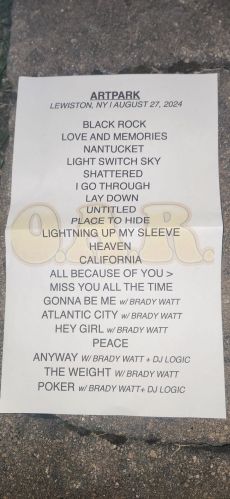 ARTPARK
LEWISTON, NY | AUGUST 27, 2024
BLACK ROCK
LOVE AND MEMORIES
NANTUCKET
LIGHT SWITCH SKY
SHATTERED
I GO THROUGH
LAY DOWN
UNTITLED
PLACE TO HIDE
O.A.R.
LIGHTNING UP MY SLEEVE
HEAVEN
CALIFORNIA
ALL BECAUSE OF YOU >
MISS YOU ALL THE TIME
GONNA BE ME w/ BRADY WATT
ATLANTIC CITY w/ BRADY WATT
HEY GIRL w/ BRADY WATT
PEACE
ANYWAY w/ BRADY WATT + DJ LOGIC
THE WEIGHT w/ BRADY WATT
POKER w/ BRADY WATT+ DJ LOGIC